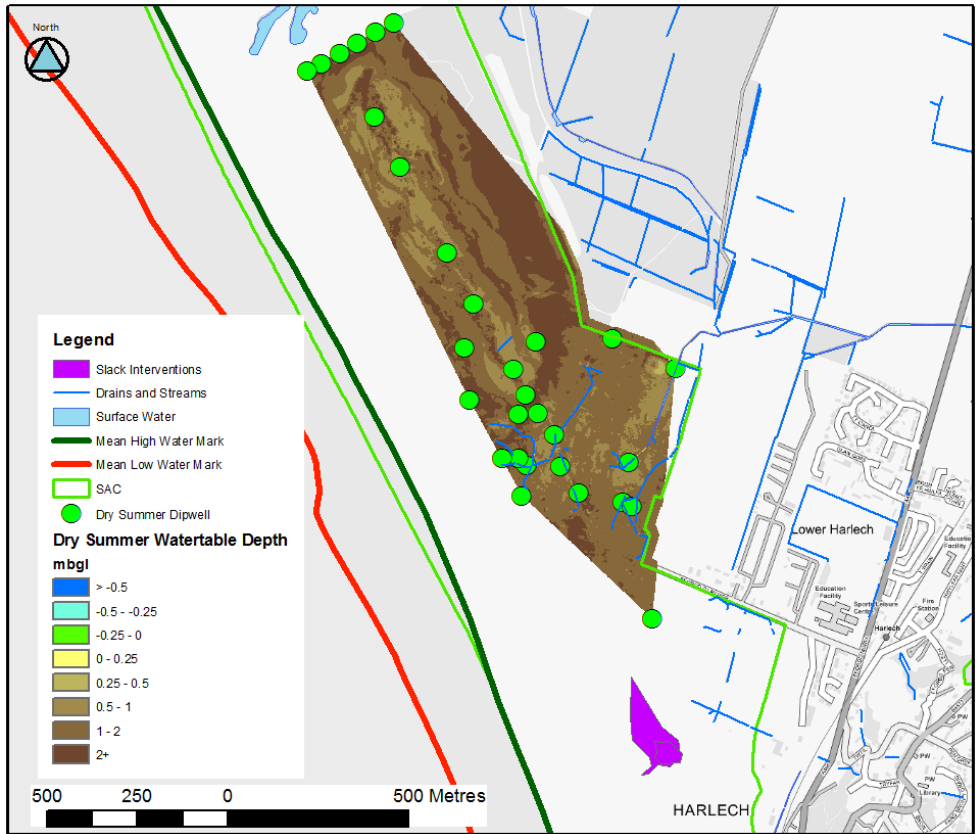 North
Legend
Slack Interventions
Drains and Streams
Surface Water
Mean High Water Mark
Mean Low Water Mark
SAC
Dry Summer Dipwell
Dry Summer Watertable Depth
mbgl
> -0.5
-0.5 - -0.25
-0.25 - 0
0 - 0.25
0.25 - 0.5
0.5 - 1
1 - 2
2+
500 250 0 500 Metres
Lower Harlech
Education
Facility
Education
Facility
Fire
Station
Harlech
PW
PW
PW
Library
HARLECH